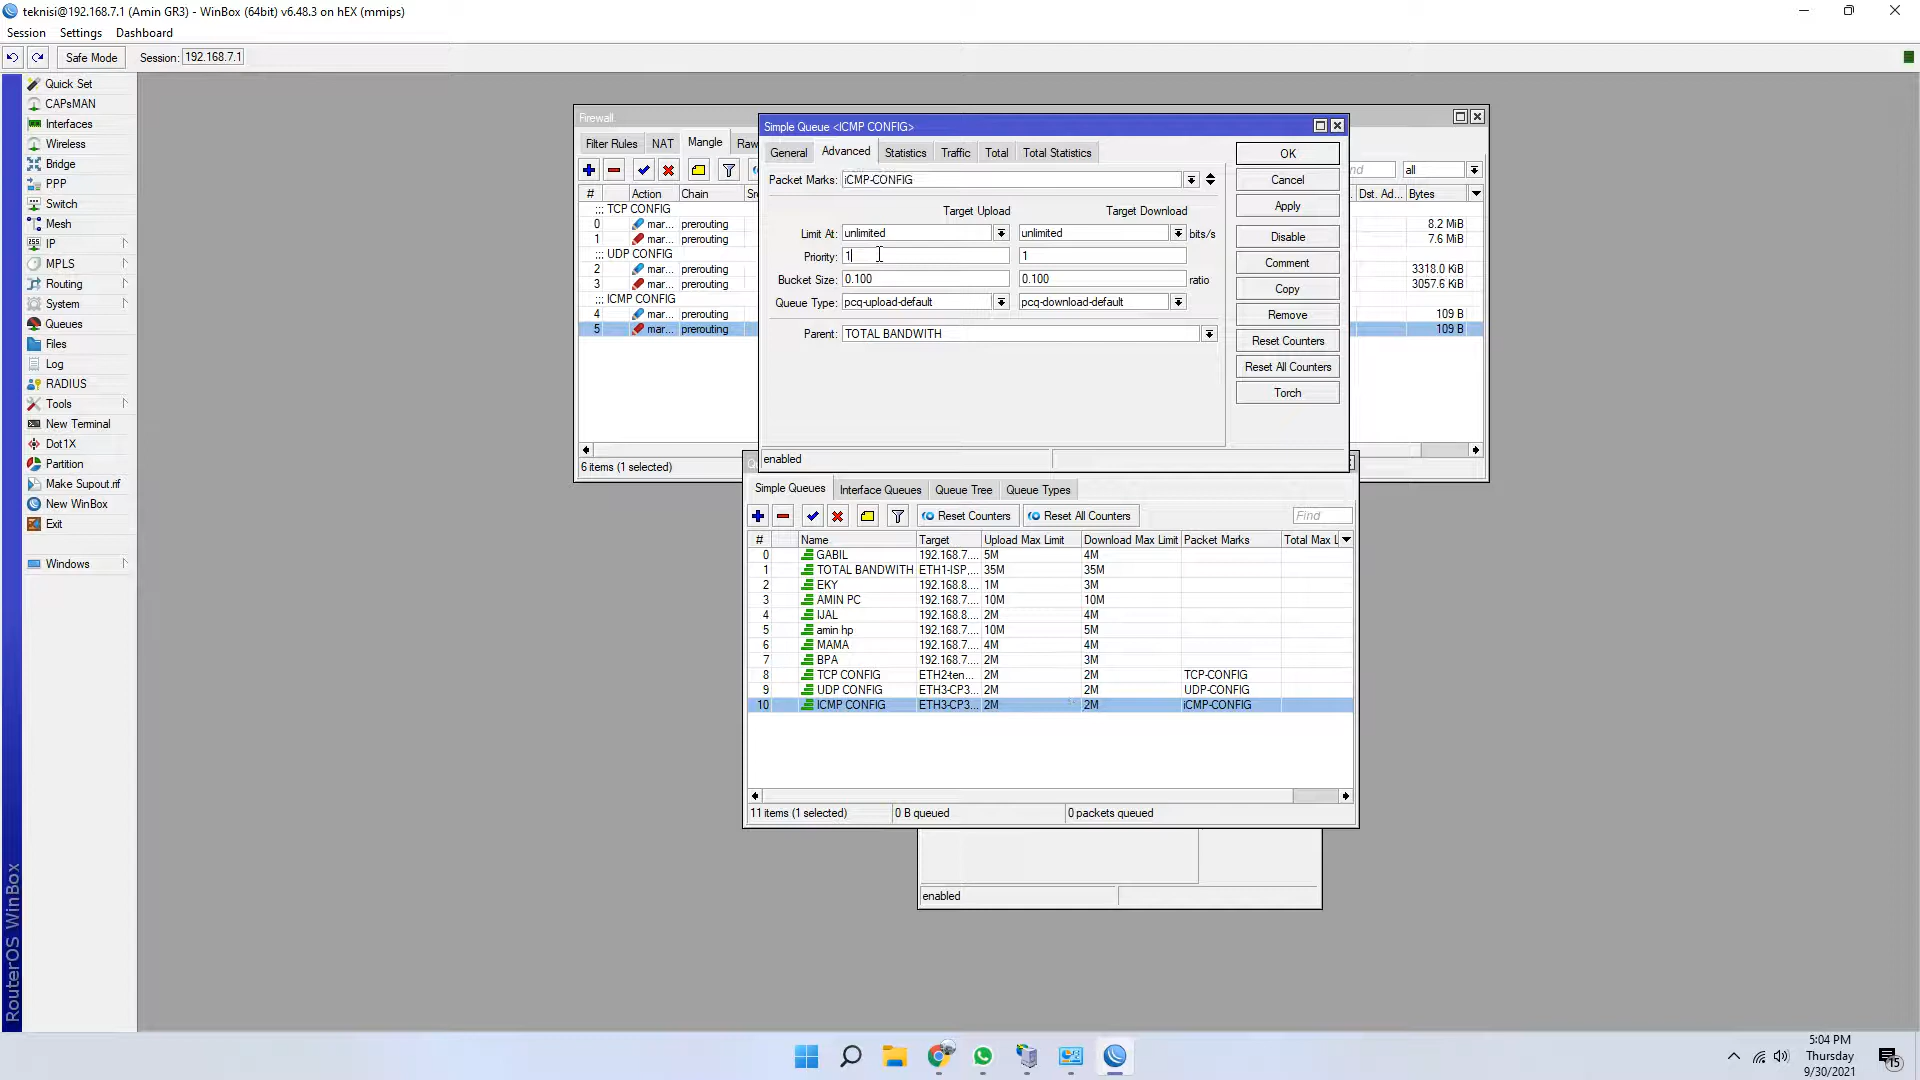 teknisi@192.168.7.1 (Amin GR3) - WinBox (64bit) v6.48.3 on hEX (mmips)
Session Settings Dashboard
Safe Mode Session: 192.168.7.1
Quick Set
CAPsMAN
Interfaces
Wireless
Bridge
PPP
Switch
Mesh
IP
MPLS
Routing
System
Queues
Files
Log
RADIUS
Tools
New Terminal
Dot1X
Partition
Make Supout.rif
New WinBox
Exit
Windows
RouterOS WinBox
Firewall
Filter Rules NAT Mangle Raw
all
# Action Chain Dst. Ad... Bytes
::: TCP CONFIG
0 mar... prerouting 8.2 MiB
1 mar... prerouting 7.6 MiB
::: UDP CONFIG
2 mar... prerouting 3318.0 KiB
3 mar... prerouting 3057.6 KiB
::: ICMP CONFIG
4 mar... prerouting 109 B
5 mar... prerouting 109 B
6 items (1 selected)
Simple Queue <ICMP CONFIG>
General Advanced Statistics Traffic Total Total Statistics
Packet Marks: iCMP-CONFIG
Target Upload Target Download
Limit At: unlimited unlimited bits/s
Priority: 1 1
Bucket Size: 0.100 0.100 ratio
Queue Type: pcq-upload-default pcq-download-default
Parent: TOTAL BANDWITH
OK
Cancel
Apply
Disable
Comment
Copy
Remove
Reset Counters
Reset All Counters
Torch
enabled
Simple Queues Interface Queues Queue Tree Queue Types
Reset Counters Reset All Counters Find
# Name Target Upload Max Limit Download Max Limit Packet Marks Total Max L
0 GABIL 192.168.7.... 5M 4M
1 TOTAL BANDWITH ETH1-ISP,... 35M 35M
2 EKY 192.168.8.... 1M 3M
3 AMIN PC 192.168.7.... 10M 10M
4 IJAL 192.168.8.... 2M 4M
5 amin hp 192.168.7.... 10M 5M
6 MAMA 192.168.7.... 4M 4M
7 BPA 192.168.7.... 2M 3M
8 TCP CONFIG ETH2-ten... 2M 2M TCP-CONFIG
9 UDP CONFIG ETH3-CP3... 2M 2M UDP-CONFIG
10 ICMP CONFIG ETH3-CP3... 2M 2M iCMP-CONFIG
11 items (1 selected) 0 B queued 0 packets queued
enabled
5:04 PM
Thursday
9/30/2021
15